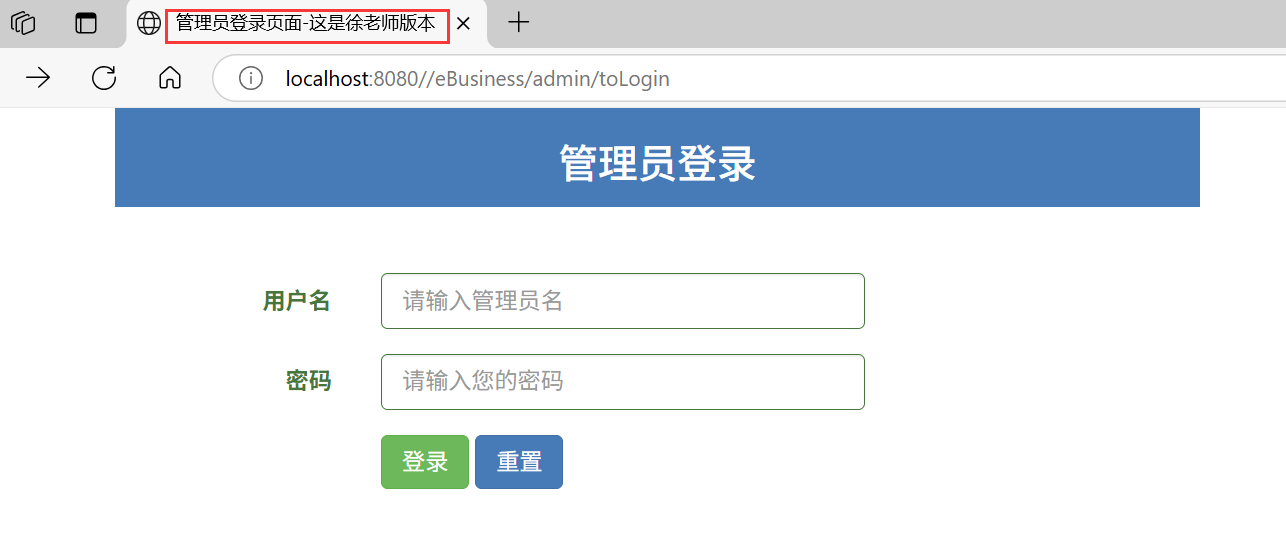 管理员登录页面-这是徐老师版本
localhost:8080//eBusiness/admin/toLogin
管理员登录
用户名 请输入管理员名
密码 请输入您的密码
登录 重置